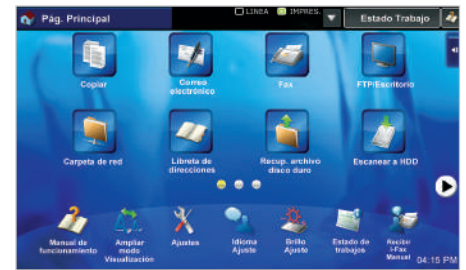 Pág. Principal
LINEA
IMPRES.
Estado Trabajo
Copiar
Correo
electrónico
Fax
FTP/Escritorio
Carpeta de red
Libreta de
direcciones
Recup. archivo
disco duro
Escanear a HDD
Manual de
funcionamiento
Ampliar
modo
Visualización
Ajustes
Idioma
Ajuste
Brillo
Ajuste
Estado de
trabajos
Recibir
i-Fax
Manual
04:15 PM